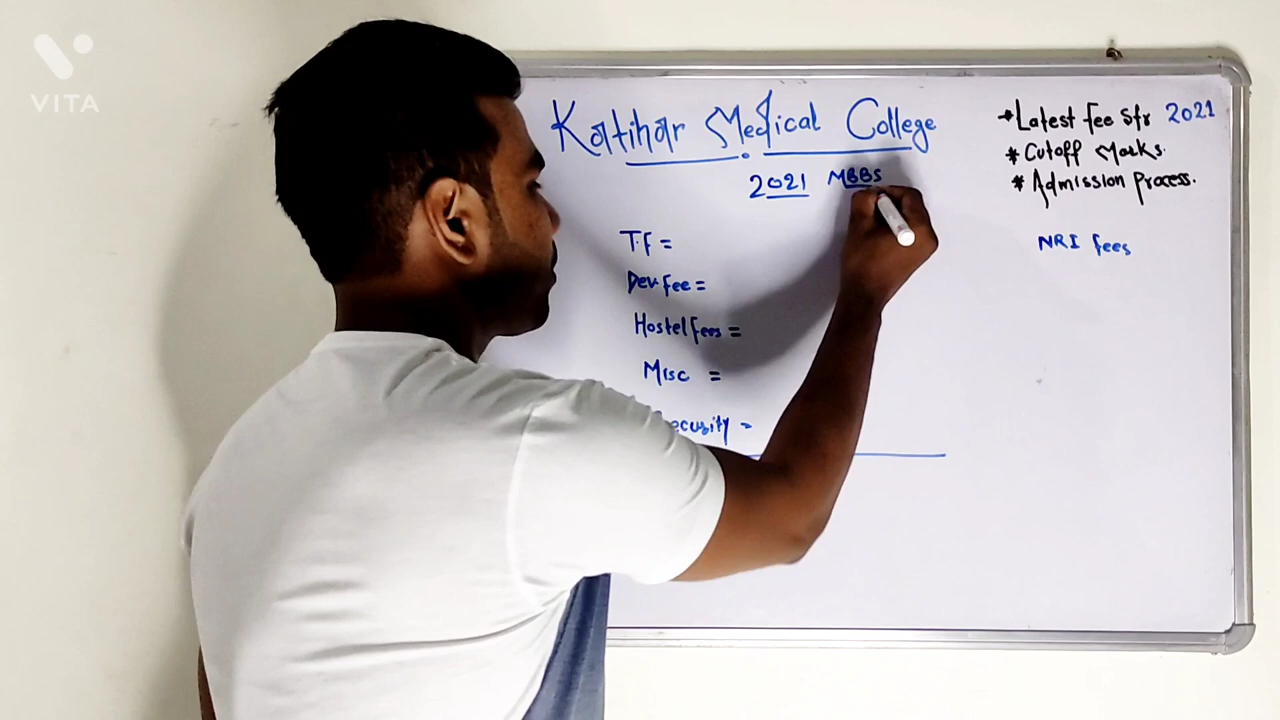 VITA
Katihar Medical College
2021 MBBS
T.F =
Dev. Fee =
Hostel Fees =
Misc =
ecurity =
* Latest Fee Str 2021
* Cutoff Marks.
* Admission Process.
NRI Fees